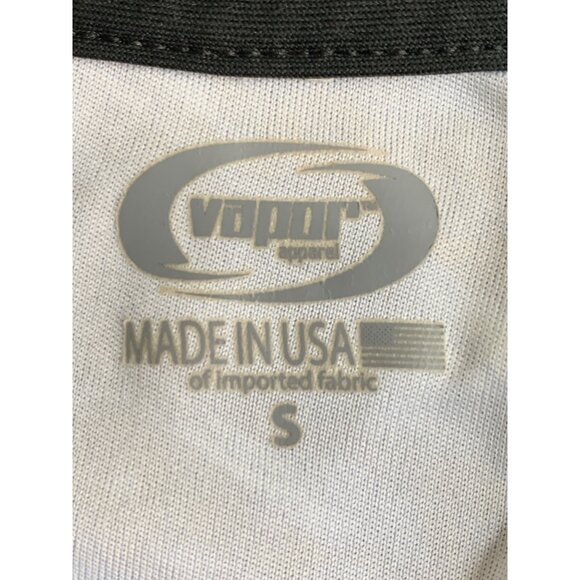 vapor
apparel
MADE IN USA
of imported fabric
S